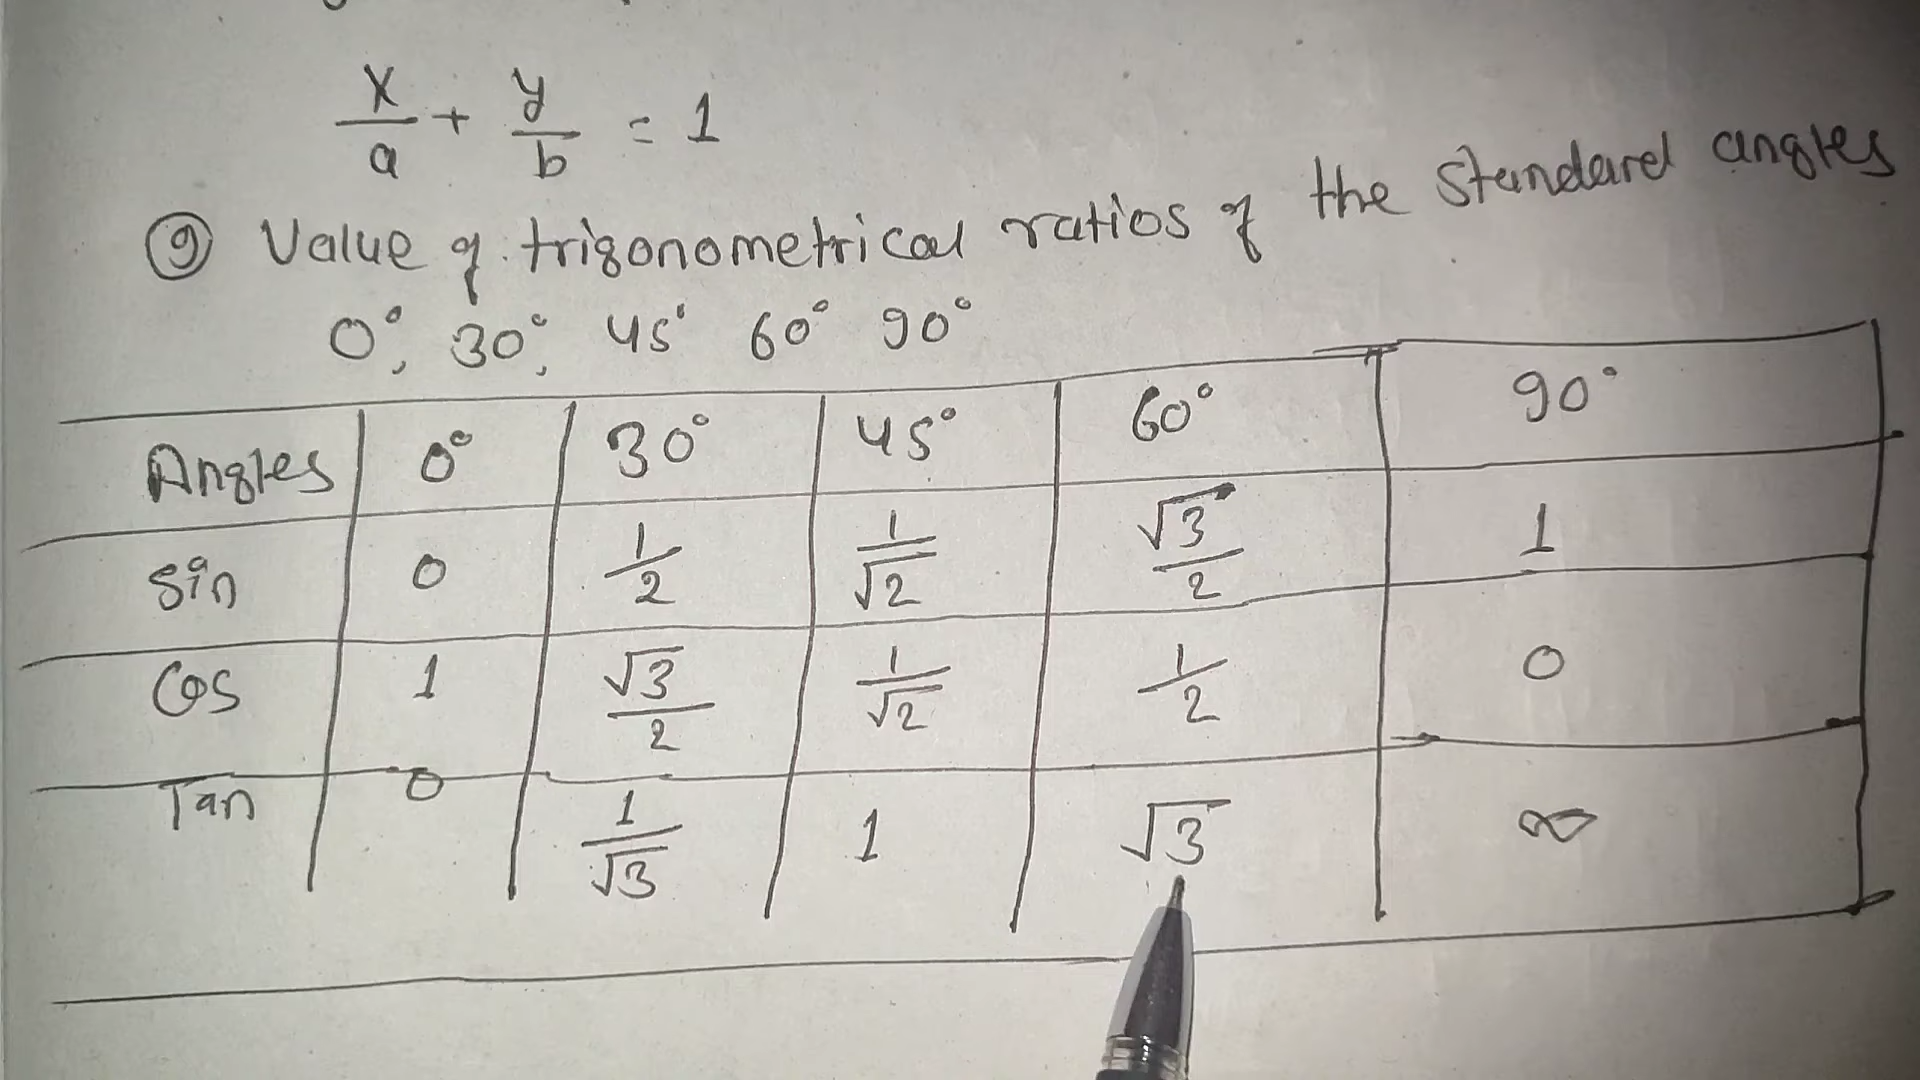 x/a + y/b = 1
⑨ Value of trigonometrical ratios of the standard angles
0°, 30°, 45° 60° 90°
Angles 0° 30° 45° 60° 90°
Sin 0 1/2 1/√2 √3/2 1
Cos 1 √3/2 1/√2 1/2 0
Tan 0 1/√3 1 √3 ∞